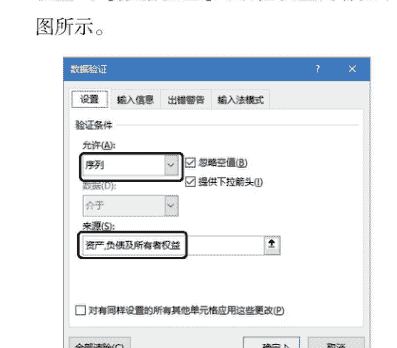 图所示。
数据验证 ? ×
设置 输入信息 出错警告 输入法模式
验证条件
允许(A):
序列 忽略空值(B)
数据(D): 提供下拉箭头(I)
介于
来源(S):
资产,负债及所有者权益
对有同样设置的所有其他单元格应用这些更改(P)
全部清除(C) 确定 取消